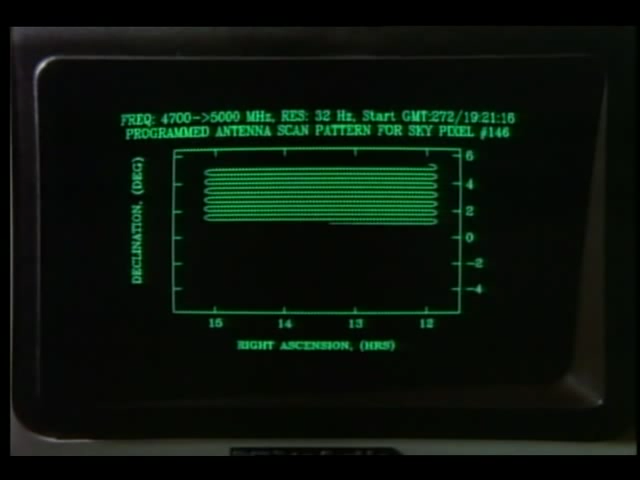 FREQ: 4700->5000 MHz, RES: 32 Hz, Start GMT:272/19:21:16
PROGRAMMED ANTENNA SCAN PATTERN FOR SKY PIXEL #146
DECLINATION, (DEG)
6
4
2
0
-2
-4
15 14 13 12
RIGHT ASCENSION, (HRS)